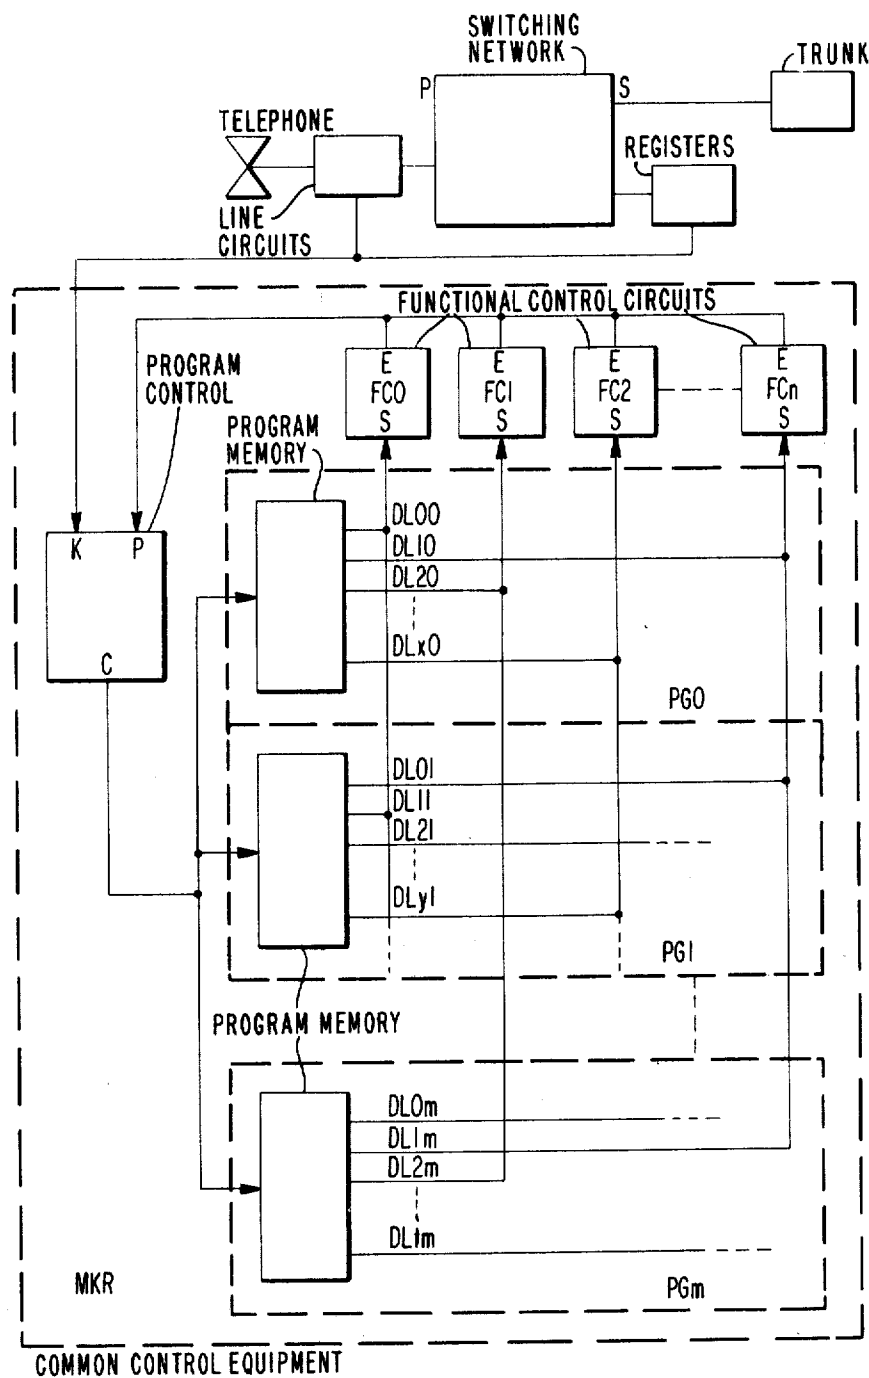 SWITCHING
NETWORK
TRUNK
P
S
TELEPHONE
REGISTERS
LINE
CIRCUITS
FUNCTIONAL CONTROL CIRCUITS
PROGRAM
CONTROL
E
FC0
S
E
FC1
S
E
FC2
S
E
FCn
S
PROGRAM
MEMORY
K
P
C
DL00
DL10
DL20
DLx0
PG0
DL01
DL11
DL21
DLy1
PG1
PROGRAM MEMORY
DL0m
DL1m
DL2m
DLtm
MKR
PGm
COMMON CONTROL EQUIPMENT